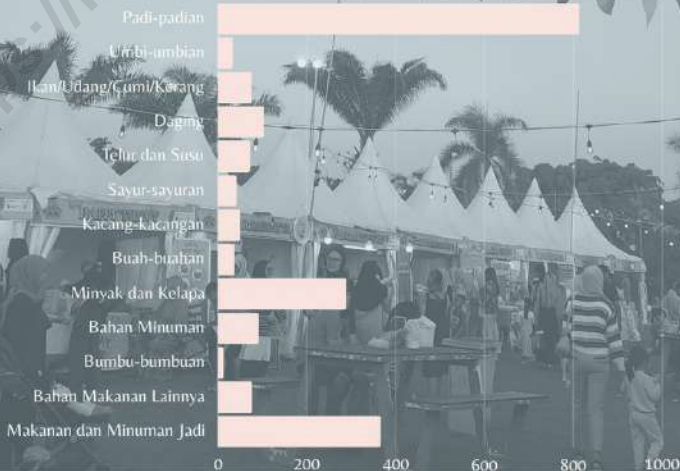 Padi-padian
Umbi-umbian
Ikan/Udang/Cumi/Kerang
Daging
Telur dan Susu
Sayur-sayuran
Kacang-kacangan
Buah-buahan
Minyak dan Kelapa
Bahan Minuman
Bumbu-bumbuan
Bahan Makanan Lainnya
Makanan dan Minuman Jadi
0 200 400 600 800 1000